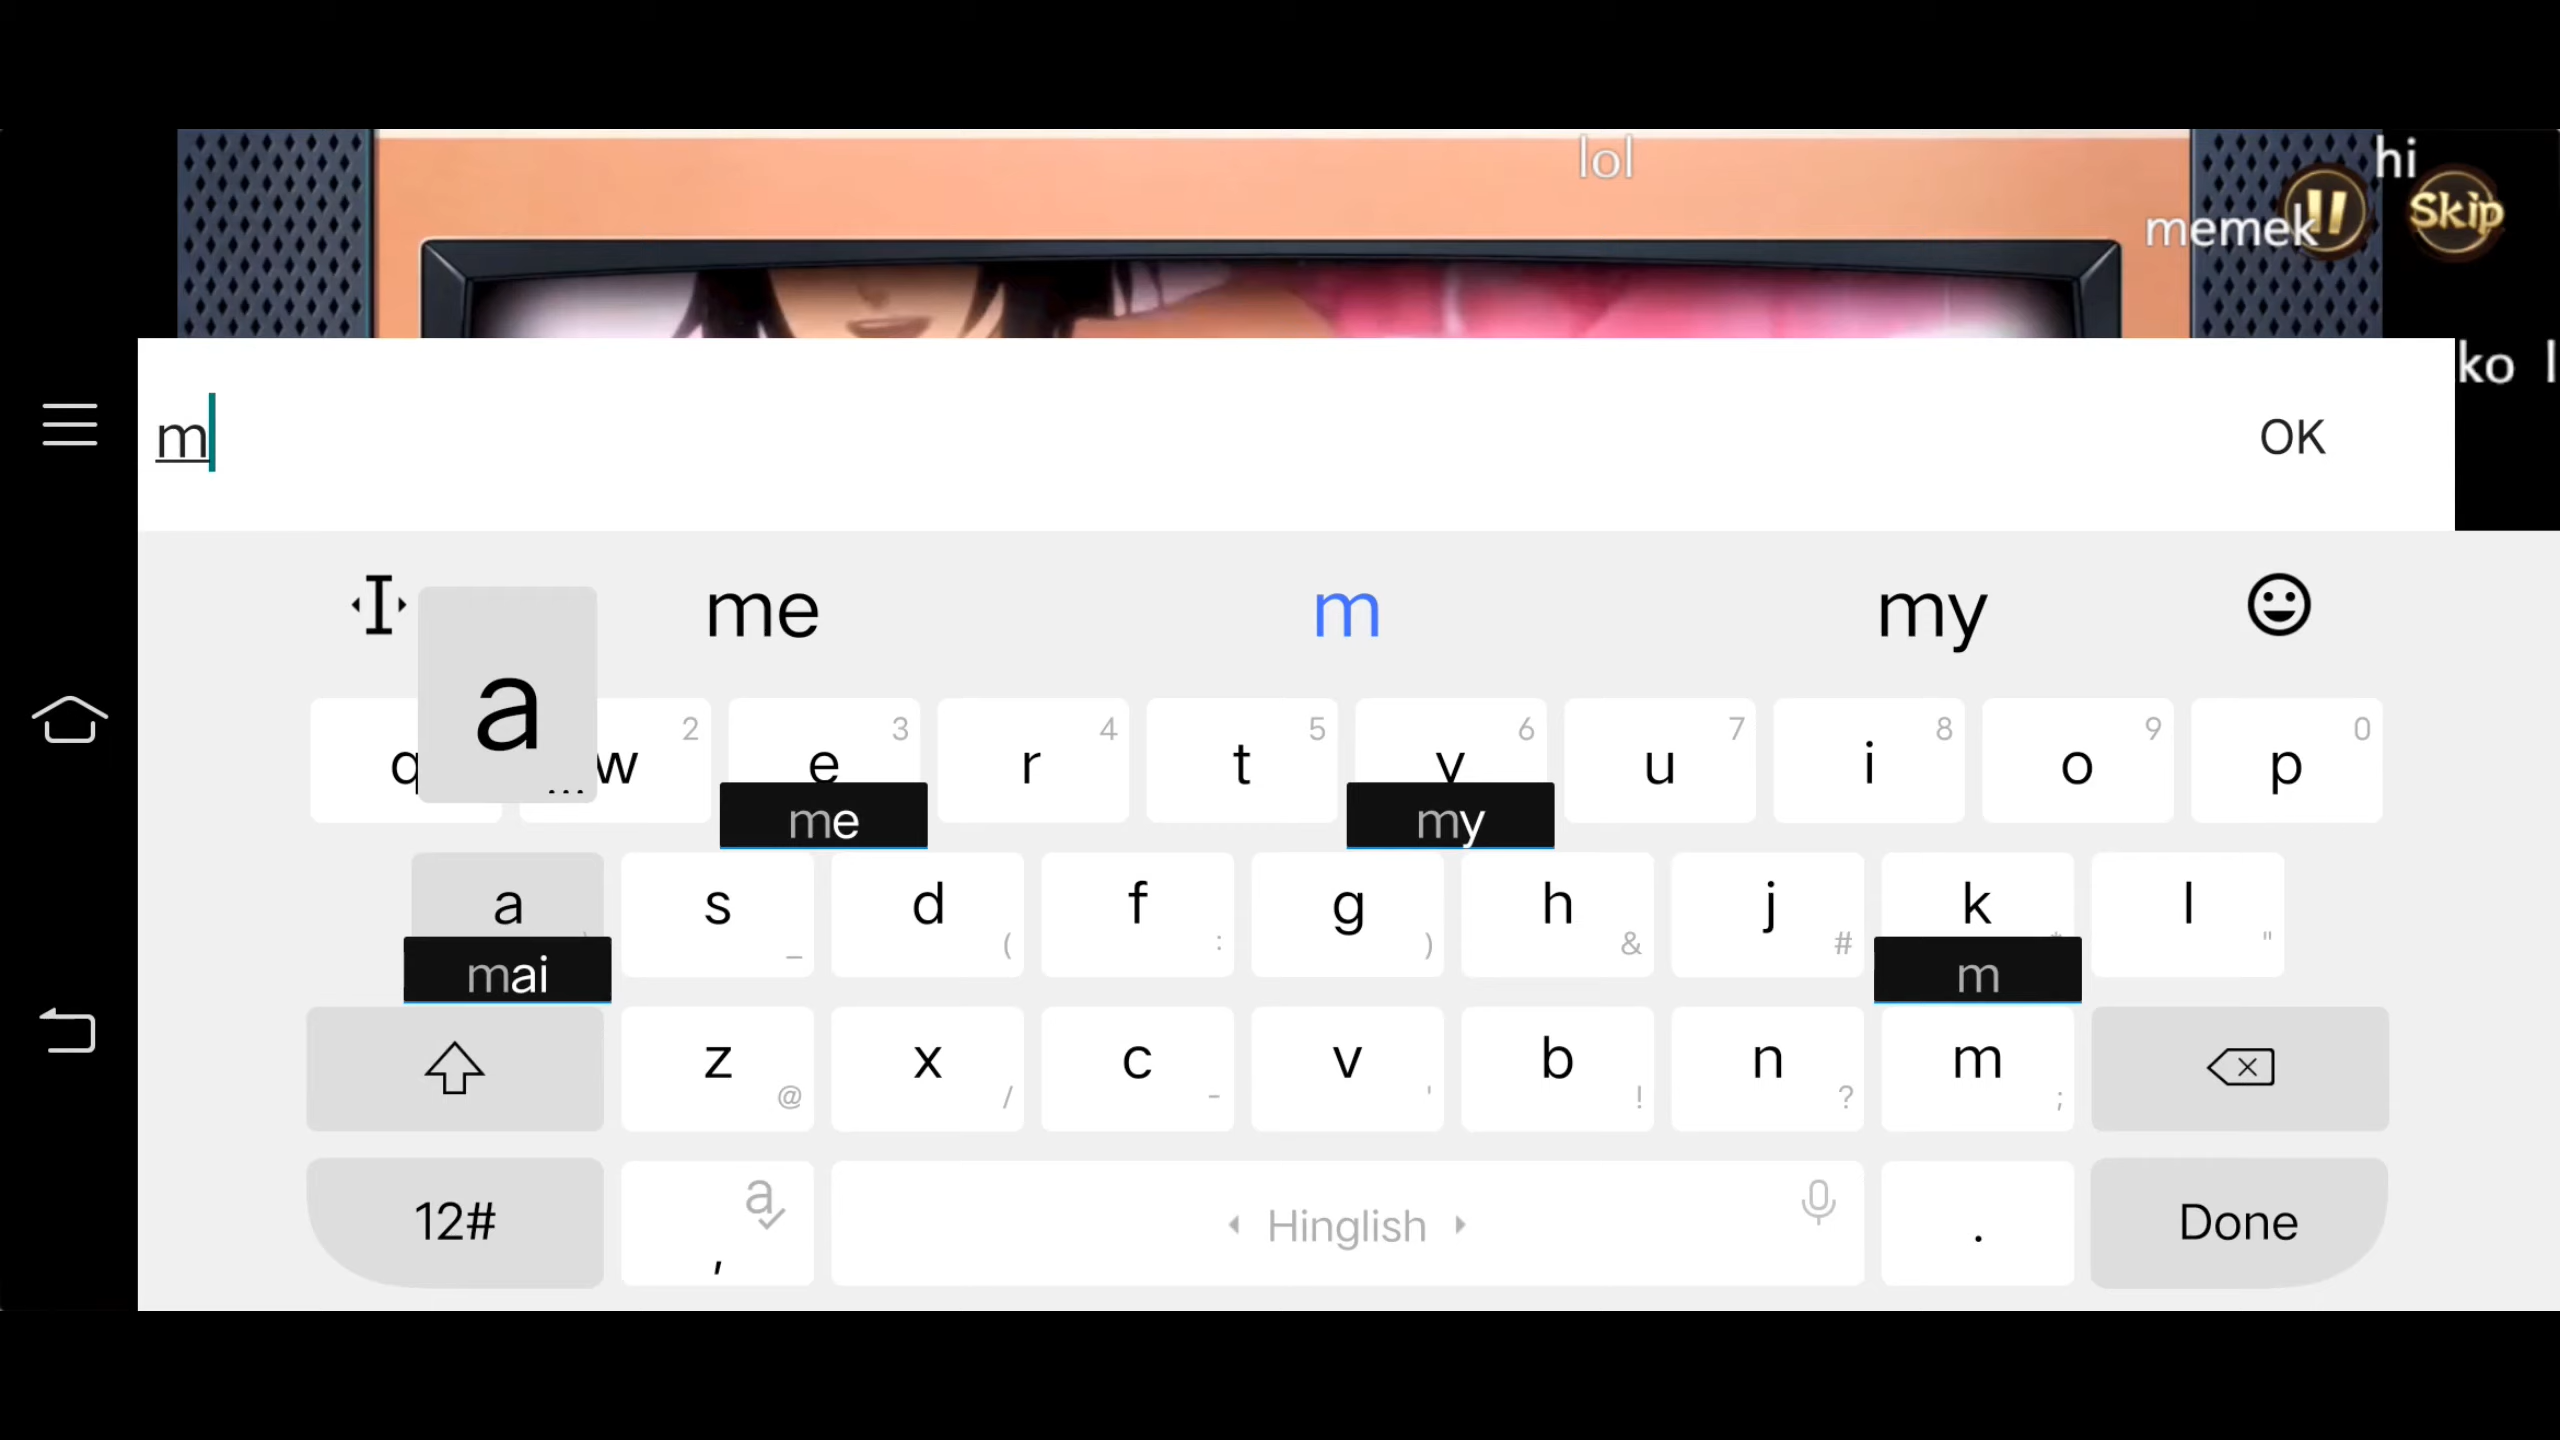 lol
hi
memek
Skip
ko l
m
OK
me m my
a
...
q w 2 e 3 r 4 t 5 y 6 u 7 i 8 o 9 p 0
me my
a s _ d ( f : g ) h & j # k * l "
mai m
z @ x / c - v ' b ! n ? m ;
12# , a Hinglish . Done